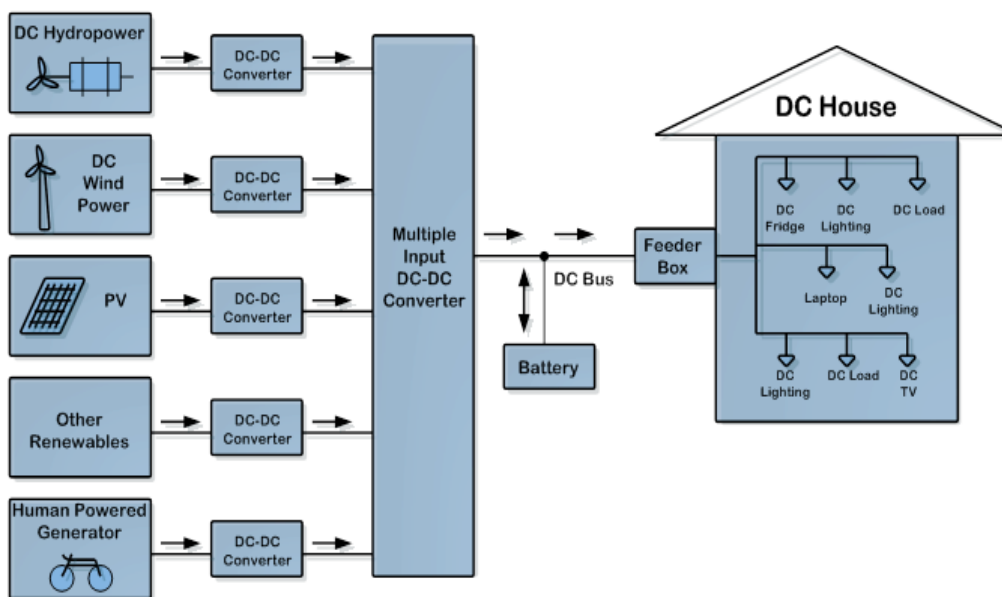 DC Hydropower
DC-DC
Converter
DC
Wind
Power
DC-DC
Converter
PV
DC-DC
Converter
Other
Renewables
DC-DC
Converter
Human Powered
Generator
DC-DC
Converter
Multiple
Input
DC-DC
Converter
DC Bus
Battery
Feeder
Box
DC House
DC
Fridge
DC
Lighting
DC Load
Laptop
DC
Lighting
DC
Lighting
DC Load
DC
TV